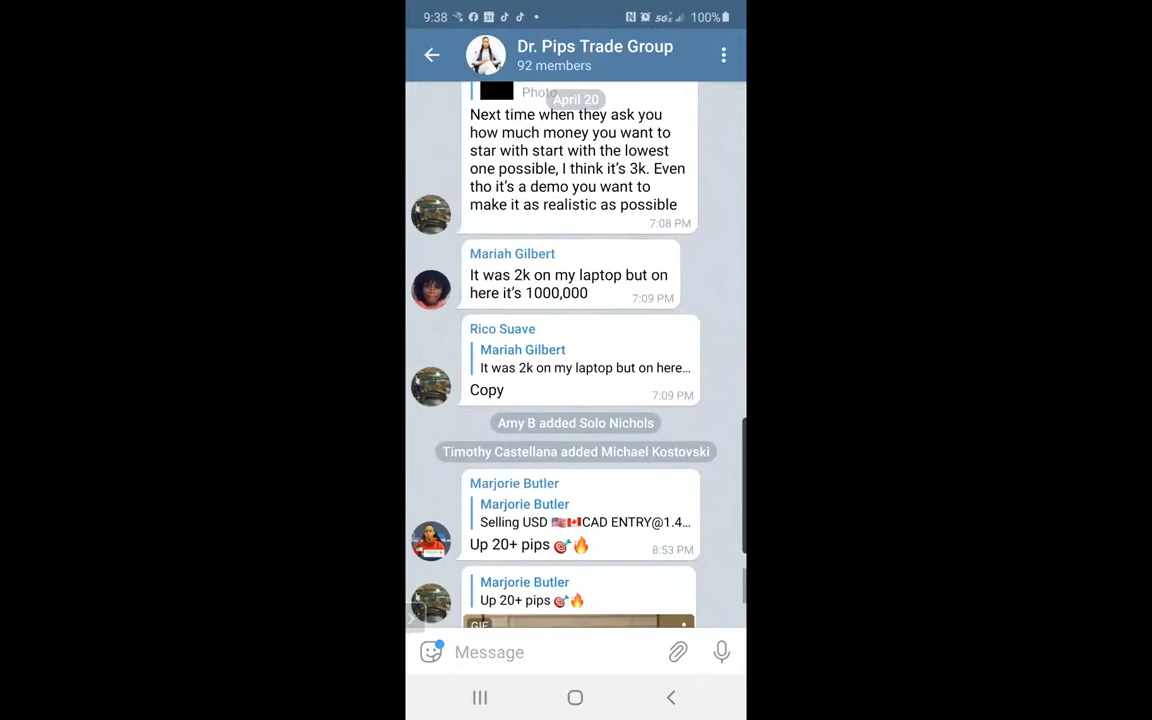 9:38
31
5G
100%
Dr. Pips Trade Group
92 members
Photo
April 20
Next time when they ask you
how much money you want to
star with start with the lowest
one possible, I think it’s 3k. Even
tho it’s a demo you want to
make it as realistic as possible
7:08 PM
Mariah Gilbert
It was 2k on my laptop but on
here it’s 1000,000
7:09 PM
Rico Suave
Mariah Gilbert
It was 2k on my laptop but on here...
Copy
7:09 PM
Amy B added Solo Nichols
Timothy Castellana added Michael Kostovski
Marjorie Butler
Marjorie Butler
Selling USD 🇺🇸🇨🇦CAD ENTRY@1.4...
Up 20+ pips 🎯🔥
8:53 PM
Marjorie Butler
Up 20+ pips 🎯🔥
GIF
Message